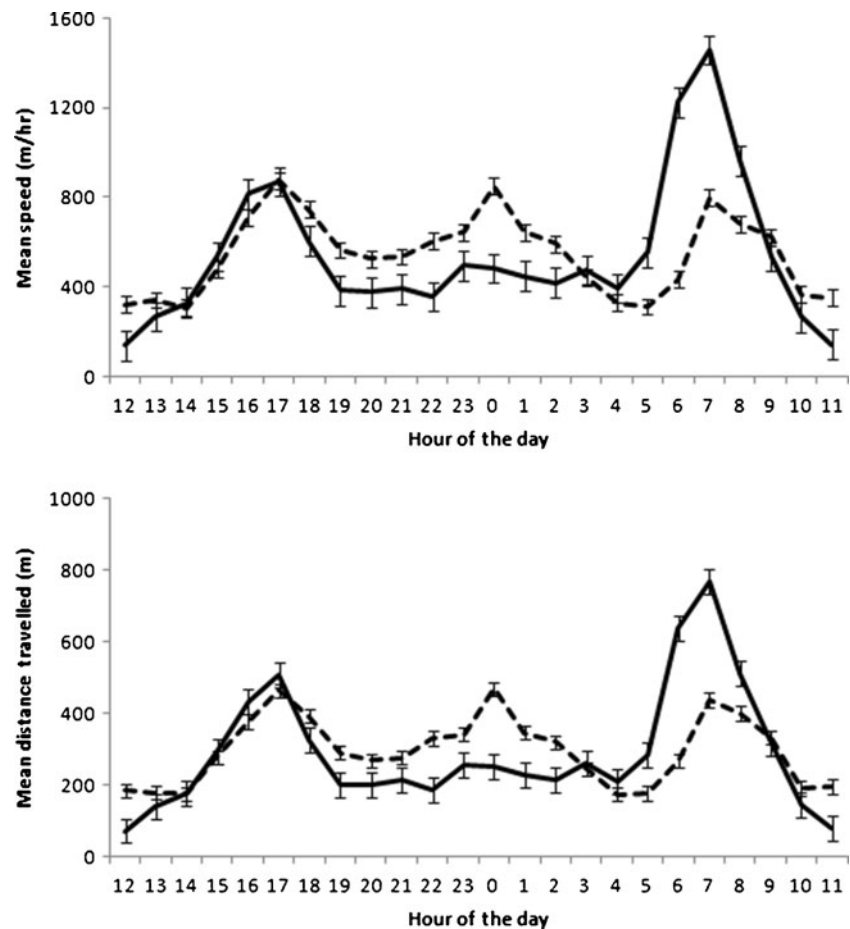 1600
1200
800
400
0
Mean speed (m/hr)
12 13 14 15 16 17 18 19 20 21 22 23 0 1 2 3 4 5 6 7 8 9 10 11
Hour of the day
1000
800
600
400
200
0
Mean distance travelled (m)
12 13 14 15 16 17 18 19 20 21 22 23 0 1 2 3 4 5 6 7 8 9 10 11
Hour of the day